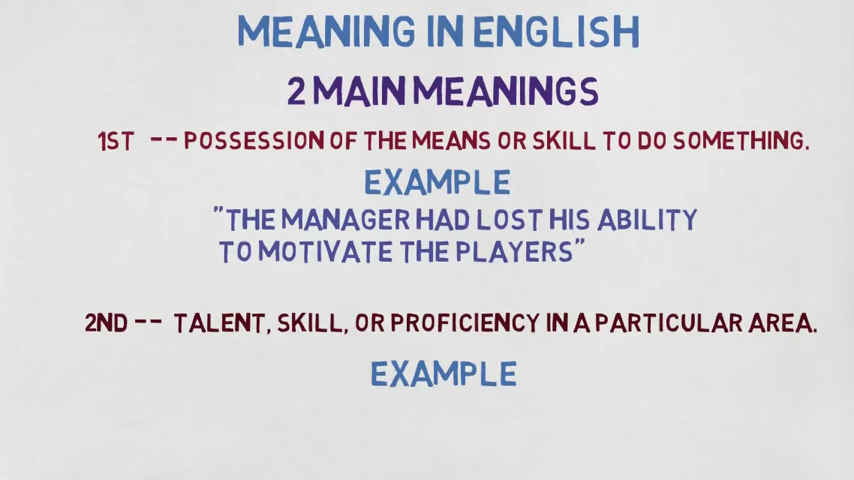 MEANING IN ENGLISH
2 MAIN MEANINGS
1ST -- POSSESSION OF THE MEANS OR SKILL TO DO SOMETHING.
EXAMPLE
"THE MANAGER HAD LOST HIS ABILITY
TO MOTIVATE THE PLAYERS"
2ND -- TALENT, SKILL, OR PROFICIENCY IN A PARTICULAR AREA.
EXAMPLE